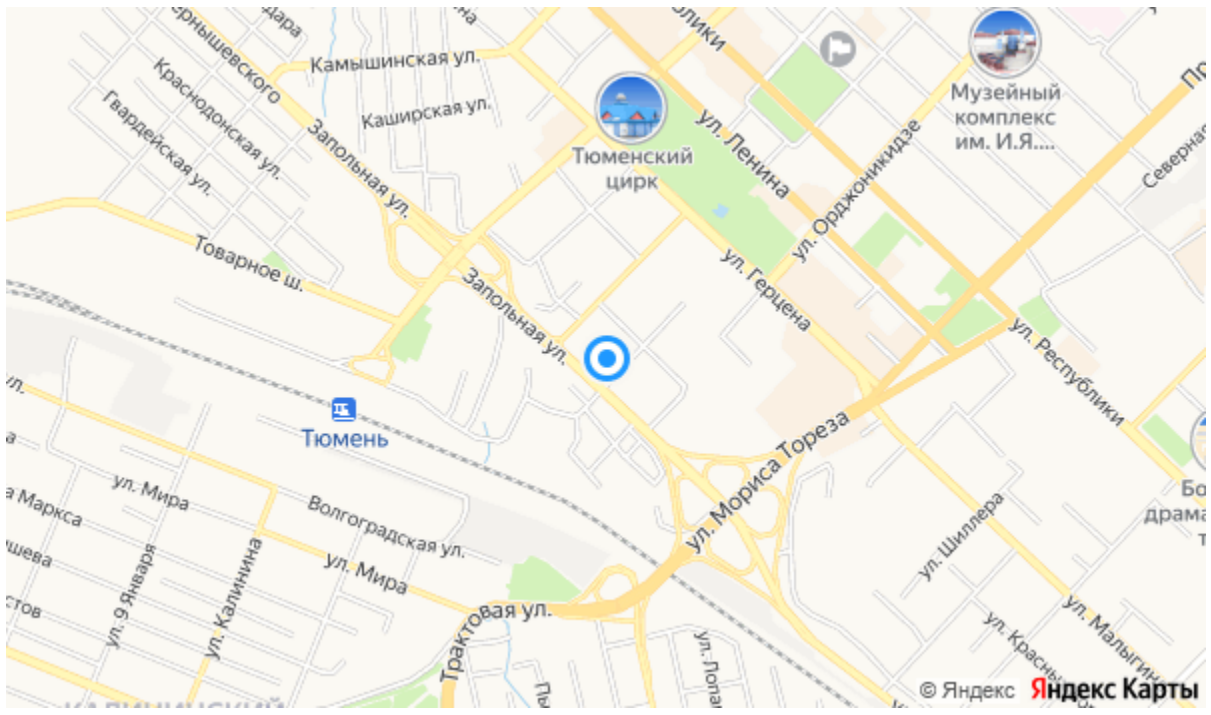 Камышинская ул.
Каширская ул.
Краснодонская ул.
Гвардейская ул.
Запольная ул.
Товарное ш.
Запольная ул.
Тюменский
цирк
ул. Ленина
Музейный
комплекс
им. И.Я....
ул. Орджоникидзе
Северная
ул. Герцена
ул. Республики
Тюмень
ул. Мориса Тореза
ул. Мира
Волгоградская ул.
ул. Мира
ул. 9 Января
ул. Калинина
Трактовая ул.
ул. Шиллера
ул. Малыгина
© Яндекс
Яндекс Карты